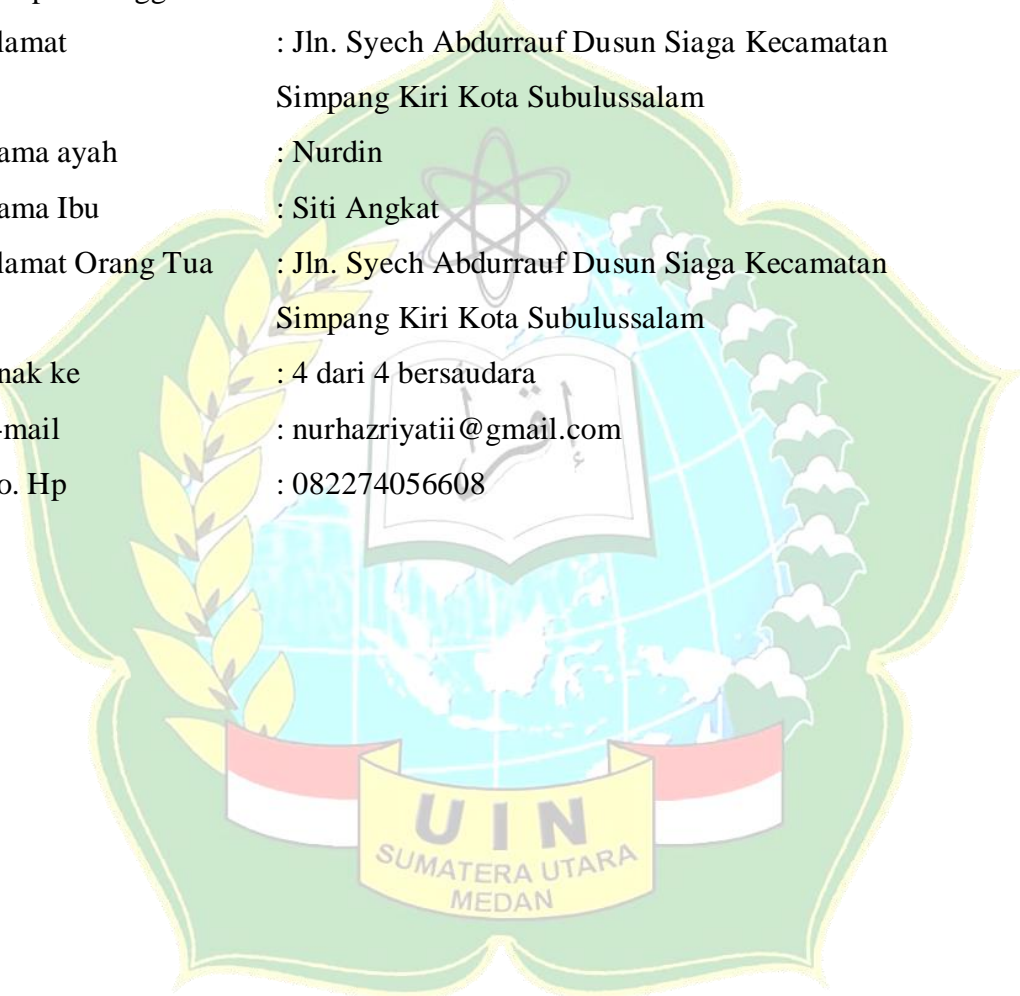 lamat : Jln. Syech Abdurrauf Dusun Siaga Kecamatan
Simpang Kiri Kota Subulussalam
ama ayah : Nurdin
ama Ibu : Siti Angkat
lamat Orang Tua : Jln. Syech Abdurrauf Dusun Siaga Kecamatan
Simpang Kiri Kota Subulussalam
nak ke : 4 dari 4 bersaudara
-mail : nurhazriyatii@gmail.com
o. Hp : 082274056608
إقرأ
UIN
SUMATERA UTARA
MEDAN